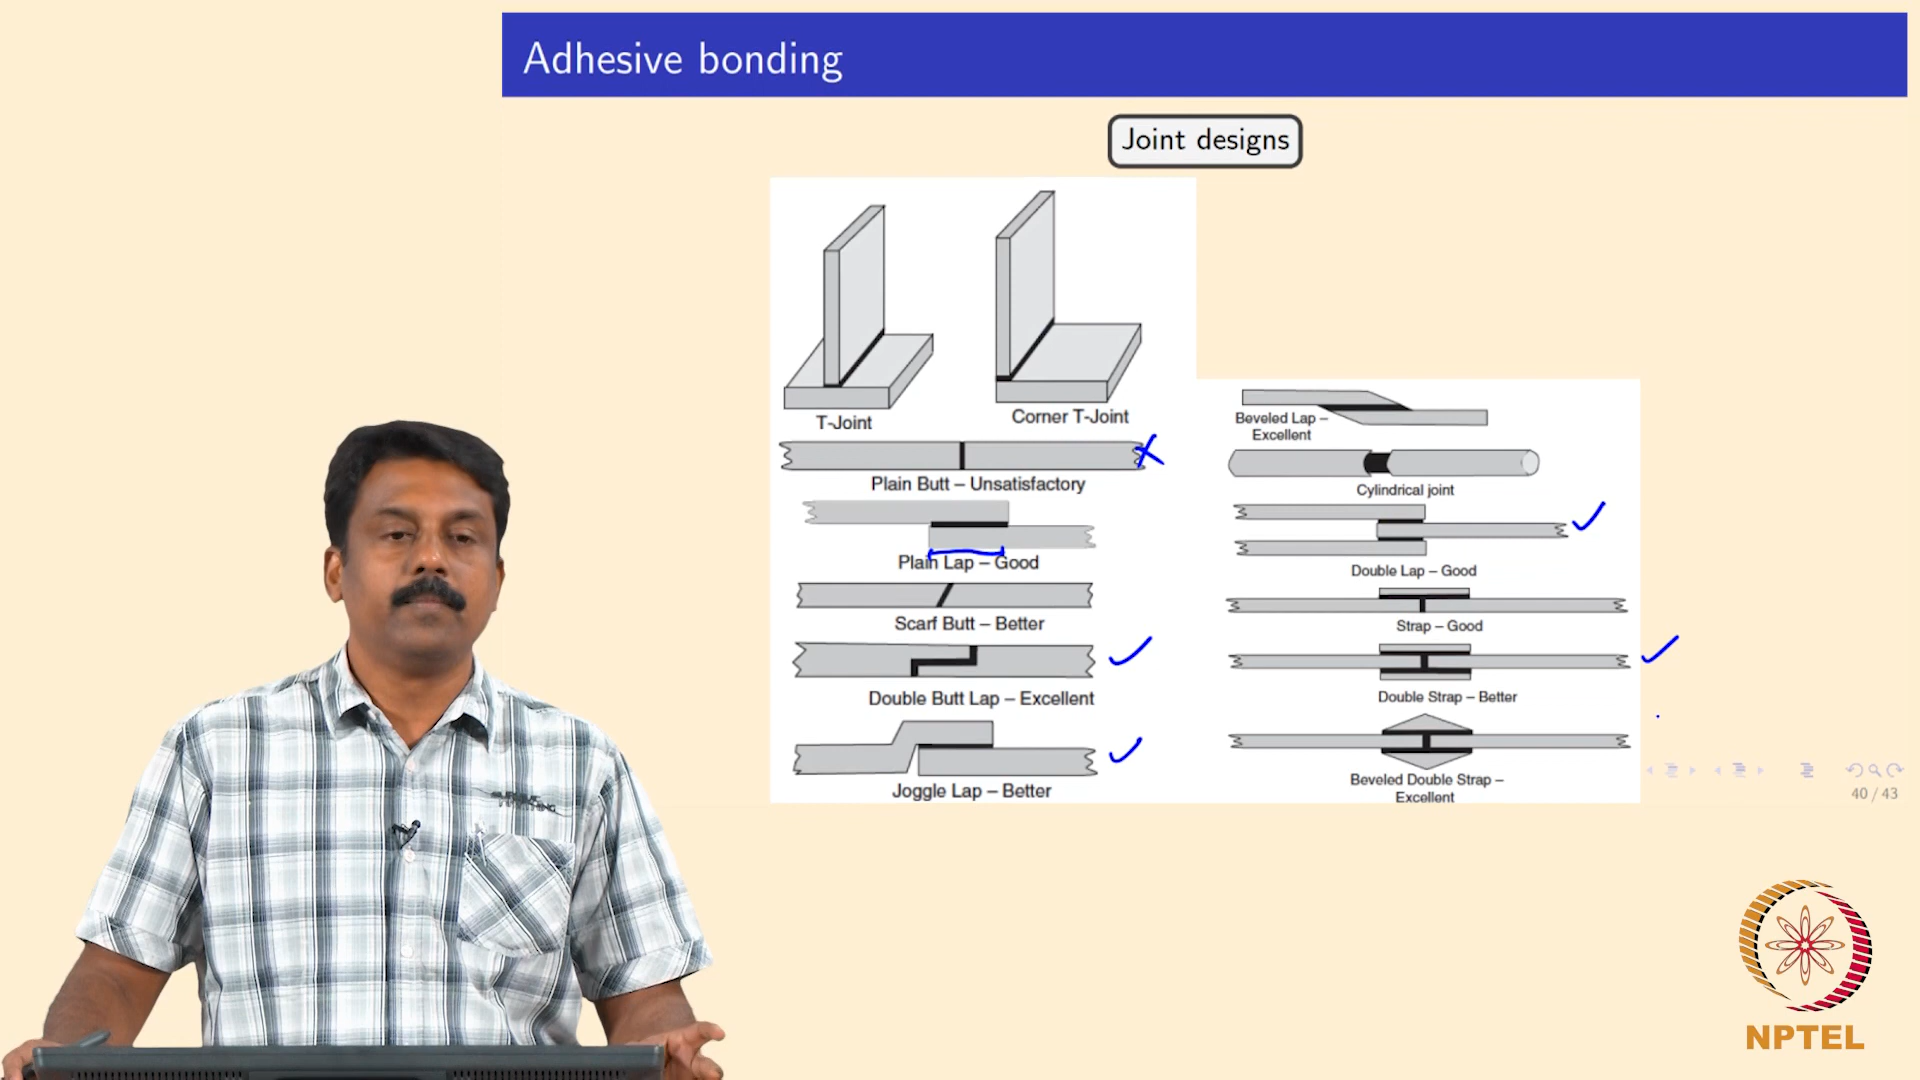 Adhesive bonding
Joint designs
T-Joint
Corner T-Joint
Plain Butt – Unsatisfactory
Plain Lap – Good
Scarf Butt – Better
Double Butt Lap – Excellent
Joggle Lap – Better
Beveled Lap –
Excellent
Cylindrical joint
Double Lap – Good
Strap – Good
Double Strap – Better
Beveled Double Strap –
Excellent
40 / 43
NPTEL